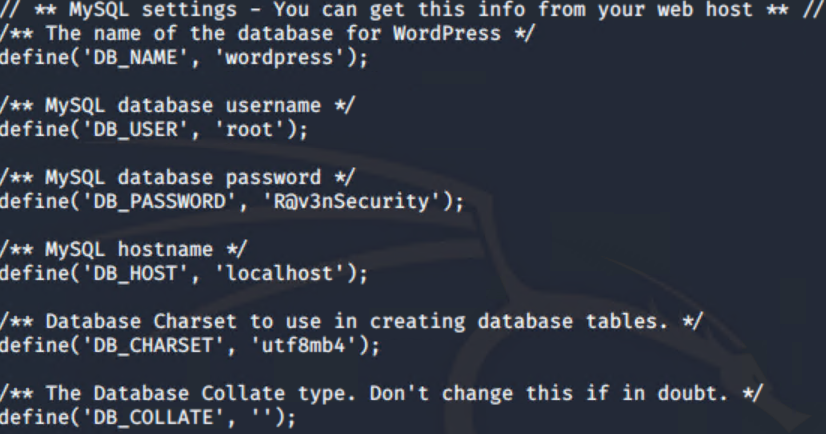 // ** MySQL settings - You can get this info from your web host ** //
/** The name of the database for WordPress */
define('DB_NAME', 'wordpress');
/** MySQL database username */
define('DB_USER', 'root');
/** MySQL database password */
define('DB_PASSWORD', 'R@v3nSecurity');
/** MySQL hostname */
define('DB_HOST', 'localhost');
/** Database Charset to use in creating database tables. */
define('DB_CHARSET', 'utf8mb4');
/** The Database Collate type. Don't change this if in doubt. */
define('DB_COLLATE', '');